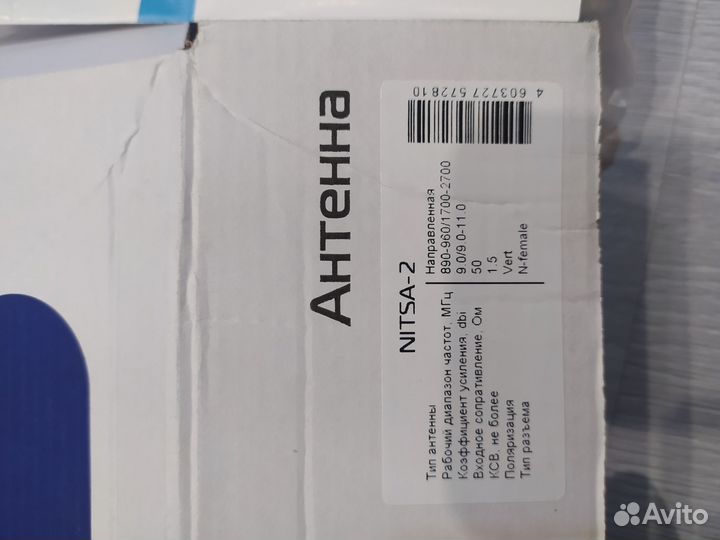 Антенна
NITSA-2
Тип антенны Направленная
Рабочий диапазон частот, МГц 890-960/1700-2700
Коэффициент усиления, dbi 9.0/9.0-11.0
Входное сопративление, Ом 50
КСВ, не более 1.5
Поляризация Vert
Тип разъема N-female
4 603727 572810
Avito